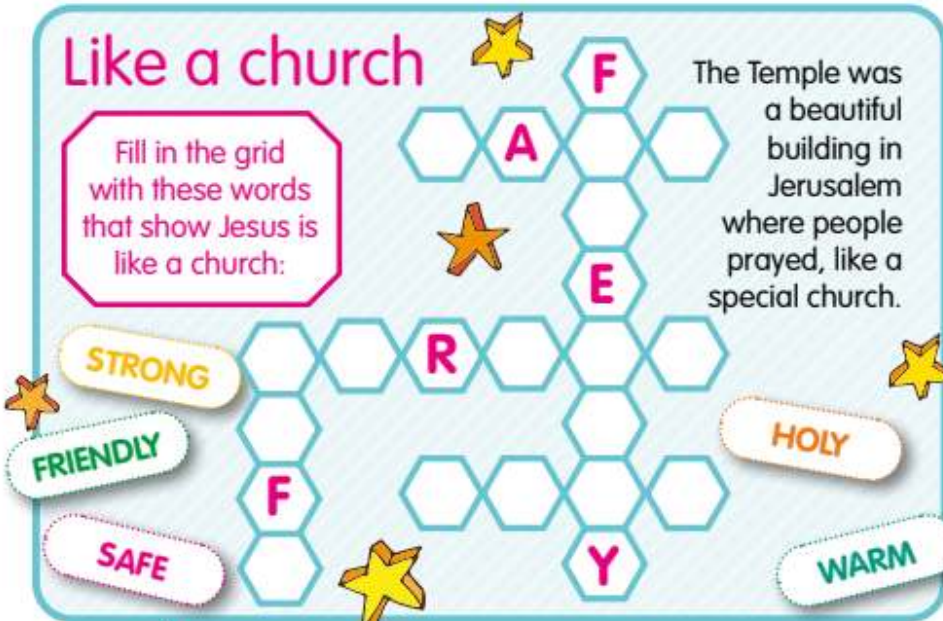 Like a church
Fill in the grid
with these words
that show Jesus is
like a church:
The Temple was
a beautiful
building in
Jerusalem
where people
prayed, like a
special church.
F
A
E
R
F
Y
STRONG
FRIENDLY
SAFE
HOLY
WARM